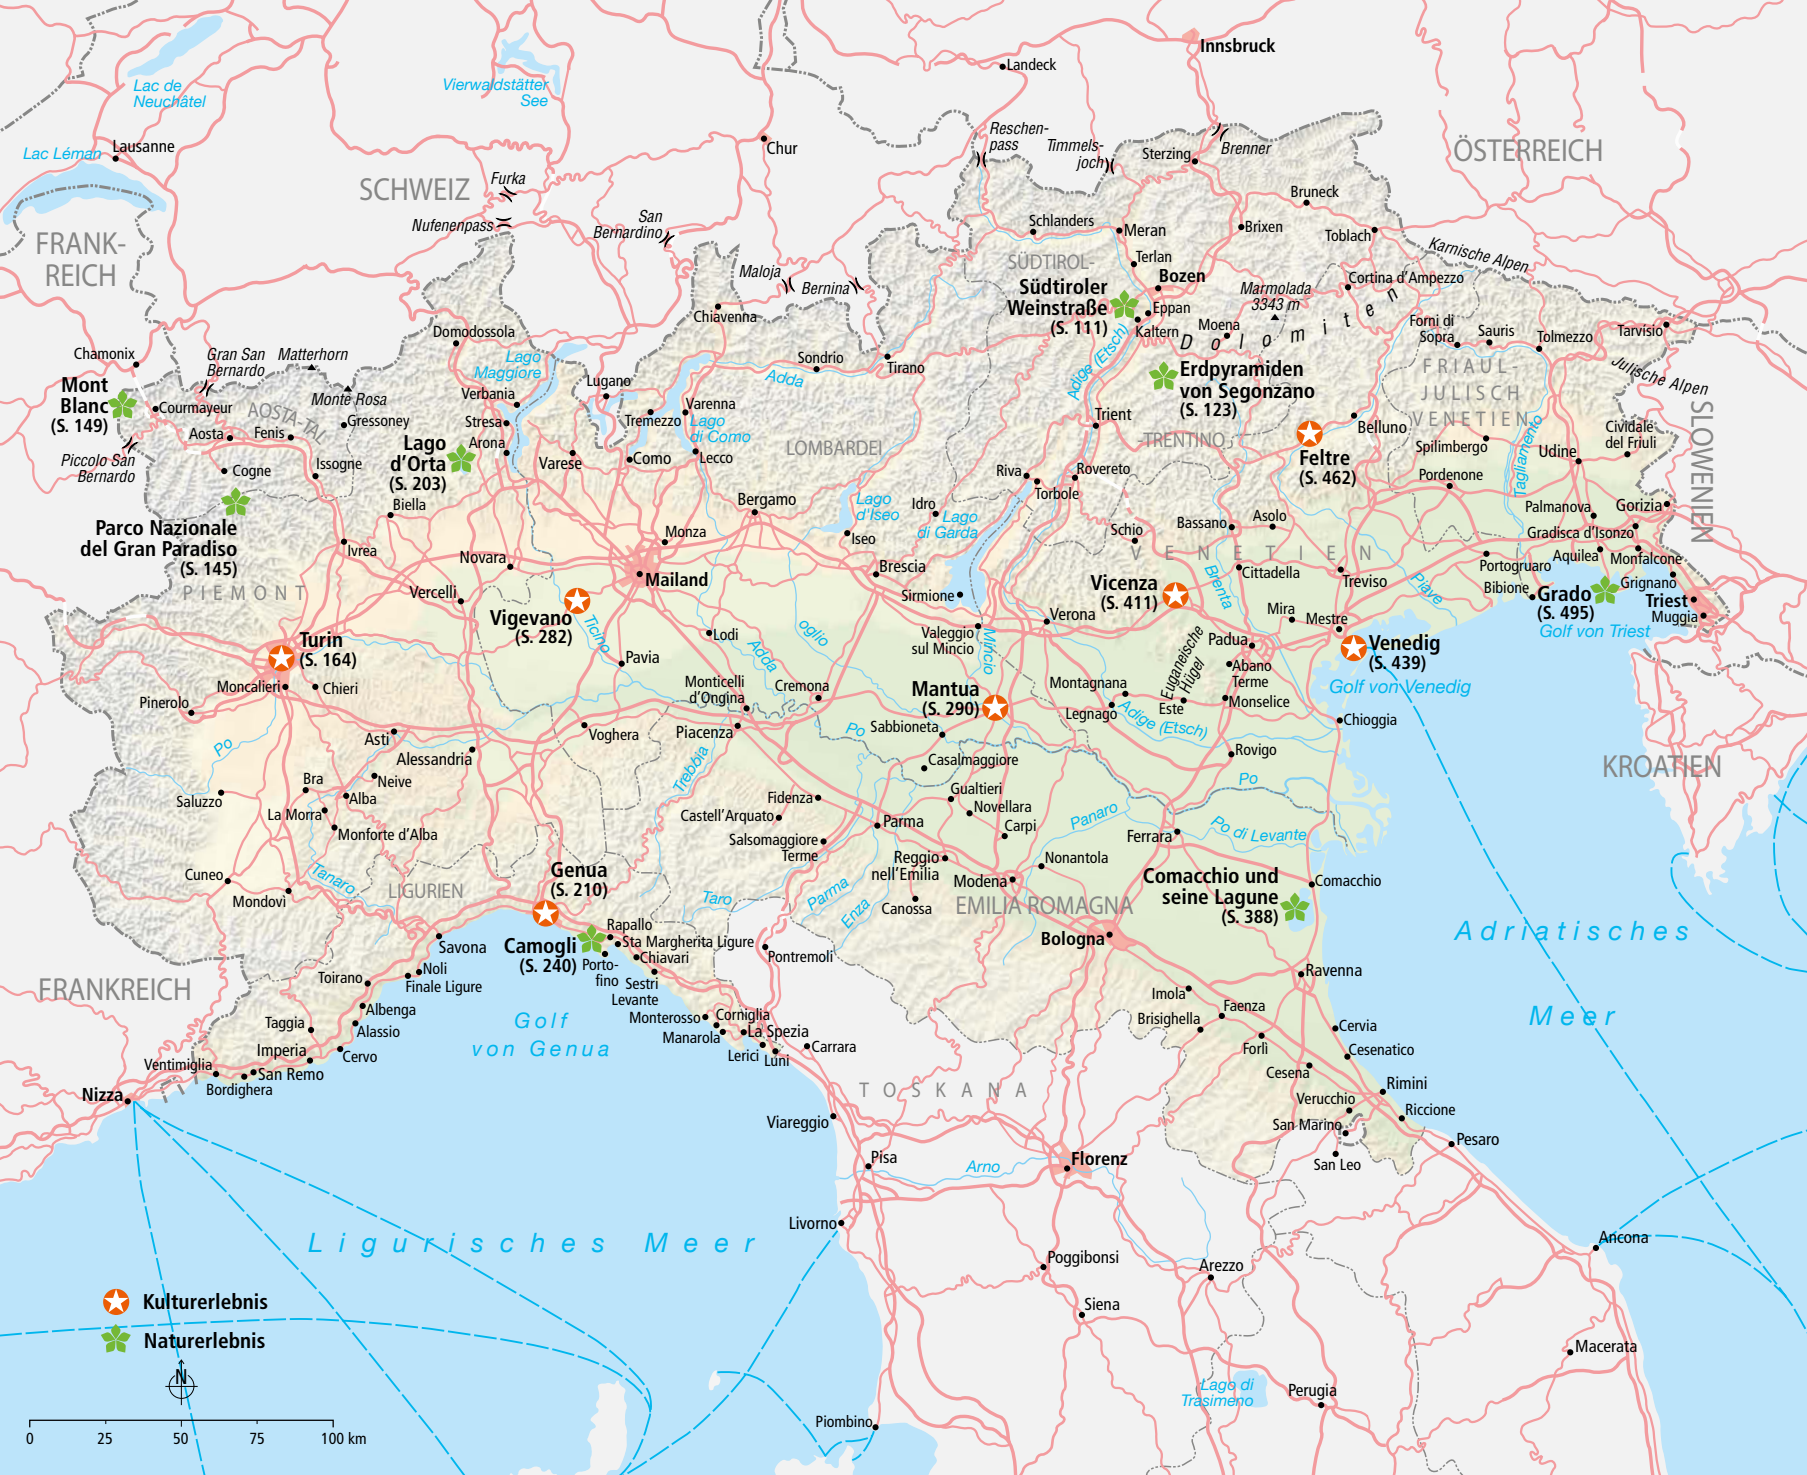 Innsbruck
Landeck
Lac de
Neuchâtel
Vierwaldstätter
See
Reschen-
pass
Timmels-
joch
Sterzing
Brenner
ÖSTERREICH
Lausanne
Lac Léman
Chur
SCHWEIZ
Furka
Nufenenpass
San
Bernardino
Bruneck
Schlanders
Meran
Brixen
Toblach
Karnische Alpen
FRANK-
REICH
Maloja
Bernina
SÜDTIROL-
Terlan
Bozen
Südtiroler
Weinstraße
(S. 111)
Eppan
Kaltern
Marmolada
3343 m
Cortina d'Ampezzo
Moena
Dolomiten
Chiavenna
Domodossola
Forni di
Sopra
Sauris
Tolmezzo
Tarvisio
Chamonix
Gran San
Bernardo
Matterhorn
Lago
Maggiore
Sondrio
Adda
Tirano
Adige (Etsch)
Erdpyramiden
von Segonzano
(S. 123)
FRIAUL-
JULISCH
VENETIEN
Julische Alpen
Mont
Blanc
(S. 149)
Courmayeur
AOSTA-TAL
Monte Rosa
Gressoney
Verbania
Lugano
Varenna
Tremezzo
Lago
di Como
Trient
Belluno
SLOWENIEN
Aosta
Fenis
Stresa
Arona
Lago
d'Orta
(S. 203)
LOMBARDEI
-TRENTINO
Feltre
(S. 462)
Spilimbergo
Tagliamento
Udine
Cividale
del Friuli
Piccolo San
Bernardo
Cogne
Issogne
Varese
Como
Lecco
Riva
Torbole
Rovereto
Pordenone
Parco Nazionale
del Gran Paradiso
(S. 145)
Biella
Bergamo
Lago
d'Iseo
Idro
Lago
di Garda
Schio
Bassano
Asolo
Palmanova
Gorizia
Gradisca d'Isonzo
Ivrea
Novara
Monza
Iseo
VENETIEN
Aquilea
Monfalcone
PIEMONT
Vercelli
Mailand
Brescia
Sirmione
Vicenza
(S. 411)
Brenta
Cittadella
Treviso
Piave
Portogruaro
Bibione
Grado
(S. 495)
Grignano
Triest
Muggia
Golf von Triest
Vigevano
(S. 282)
Ticino
Lodi
Adda
oglio
Valeggio
sul Mincio
Mincio
Verona
Mira
Mestre
Padua
Venedig
(S. 439)
Golf von Venedig
Turin
(S. 164)
Moncalieri
Chieri
Pavia
Monticelli
d'Ongina
Cremona
Mantua
(S. 290)
Montagnana
Legnago
Euganeische
Hügel
Este
Abano
Terme
Monselice
Pinerolo
Po
Asti
Voghera
Piacenza
Po
Sabbioneta
Adige (Etsch)
Chioggia
Alessandria
Trebbia
Casalmaggiore
Rovigo
Po
KROATIEN
Bra
Neive
Alba
Saluzzo
La Morra
Monforte d'Alba
Fidenza
Castell'Arquato
Salsomaggiore
Terme
Parma
Gualtieri
Novellara
Carpi
Panaro
Ferrara
Po di Levante
Cuneo
Mondovì
Tanaro
LIGURIEN
Genua
(S. 210)
Taro
Parma
Enza
Reggio
nell'Emilia
Canossa
Modena
Nonantola
EMILIA ROMAGNA
Comacchio und
seine Lagune
(S. 388)
Comacchio
Camogli
(S. 240)
Rapallo
Sta Margherita Ligure
Chiavari
Porto-
fino
Sestri
Levante
Pontremoli
Bologna
Adriatisches
Meer
FRANKREICH
Savona
Noli
Finale Ligure
Toirano
Albenga
Alassio
Taggia
Imperia
Cervo
Ventimiglia
San Remo
Bordighera
Nizza
Golf
von Genua
Monterosso
Corniglia
Manarola
La Spezia
Lerici
Luni
Carrara
Ravenna
Imola
Faenza
Brisighella
Forlì
Cervia
Cesenatico
Cesena
Rimini
Verucchio
Riccione
San Marino
San Leo
Pesaro
TOSKANA
Viareggio
Pisa
Arno
Florenz
Livorno
Ligurisches Meer
Ancona
Poggibonsi
Arezzo
Siena
Macerata
Lago di
Trasimeno
Perugia
Piombino
Kulturerlebnis
Naturerlebnis
N
0 25 50 75 100 km